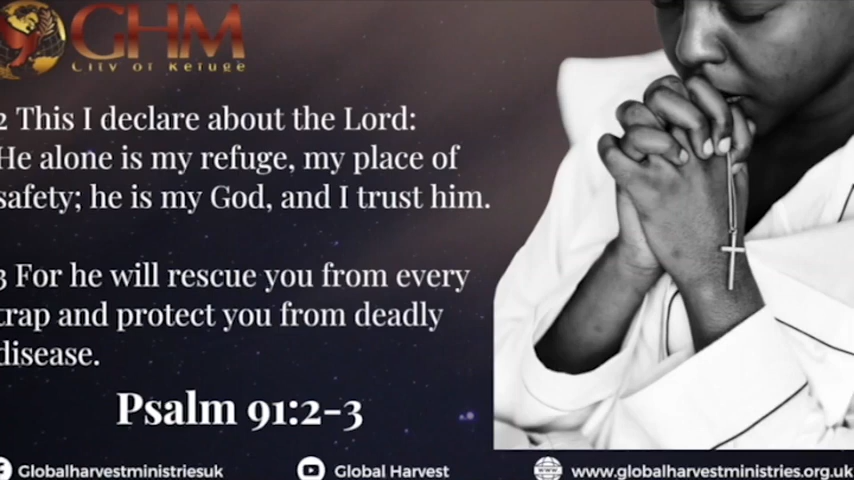 GHM
City of Refuge
2 This I declare about the Lord:
He alone is my refuge, my place of
safety; he is my God, and I trust him.
3 For he will rescue you from every
trap and protect you from deadly
disease.
Psalm 91:2-3
Globalharvestministriesuk
Global Harvest
www.globalharvestministries.org.uk